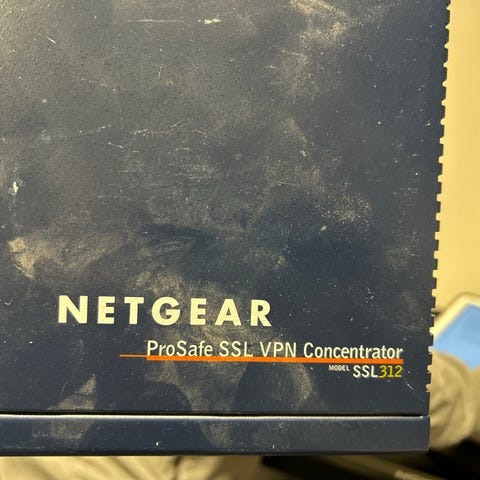 NETGEAR
ProSafe SSL VPN Concentrator
MODEL SSL312